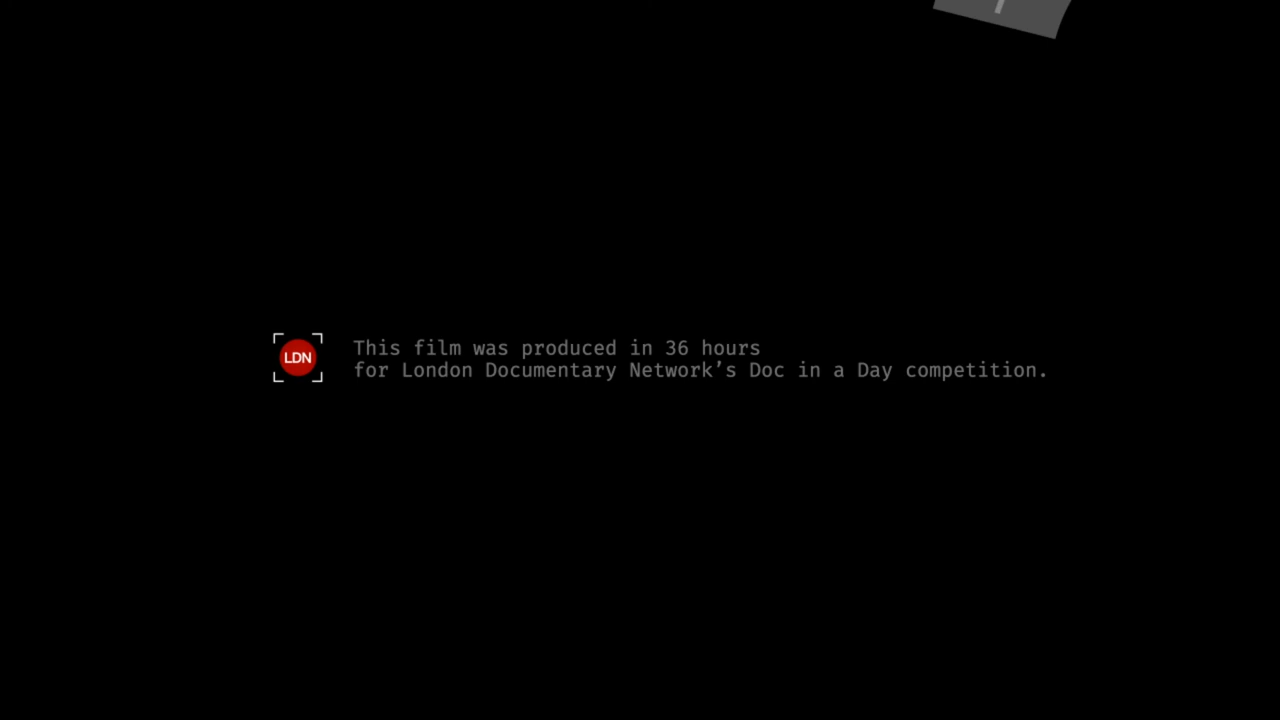 LDN
This film was produced in 36 hours
for London Documentary Network’s Doc in a Day competition.